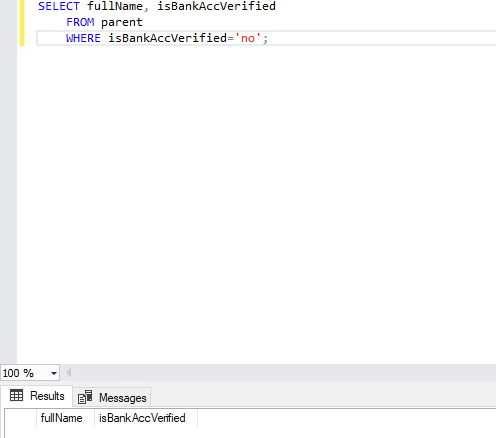 SELECT fullName, isBankAccVerified
FROM parent
WHERE isBankAccVerified='no';
100 %
Results Messages
fullName isBankAccVerified